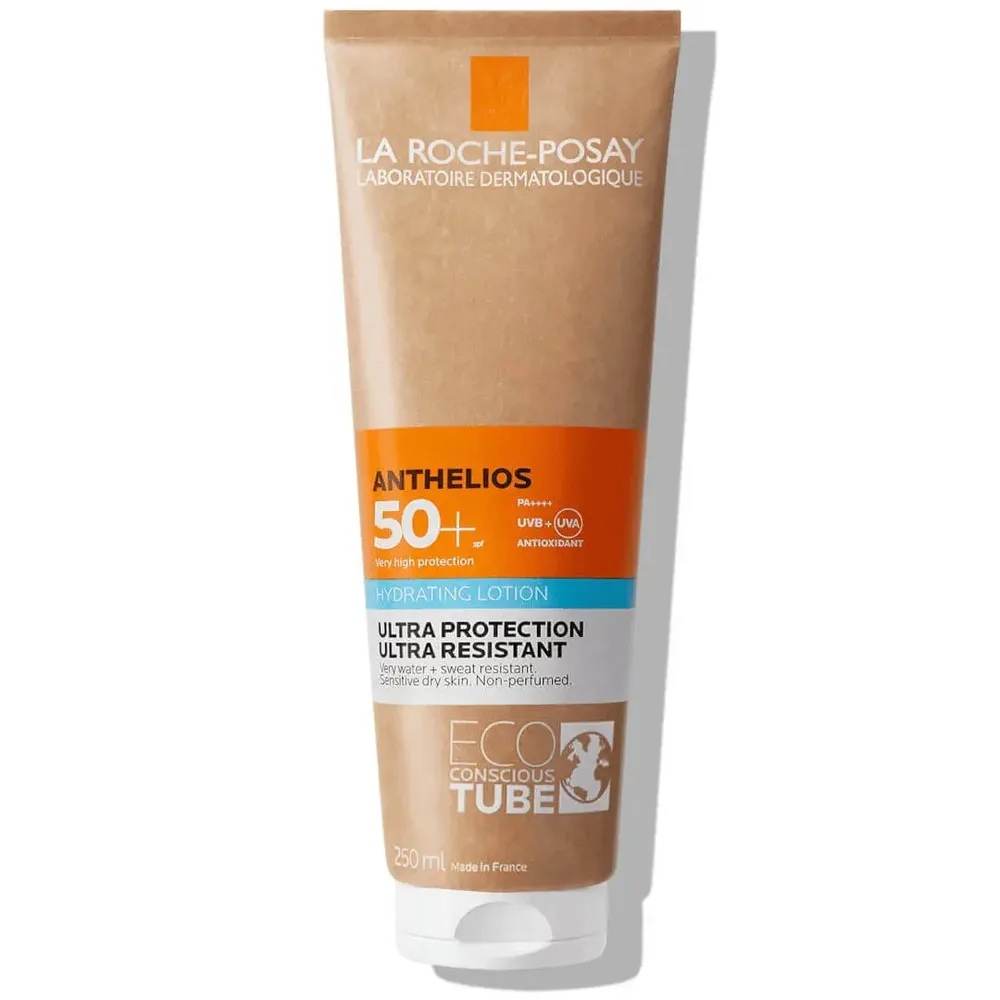 LA ROCHE-POSAY
LABORATOIRE DERMATOLOGIQUE
ANTHELIOS
50+ spf
Very high protection
PA++++
UVB + UVA
ANTIOXIDANT
HYDRATING LOTION
ULTRA PROTECTION
ULTRA RESISTANT
Very water + sweat resistant.
Sensitive dry skin. Non-perfumed.
ECO
CONSCIOUS
TUBE
250 ml Made in France